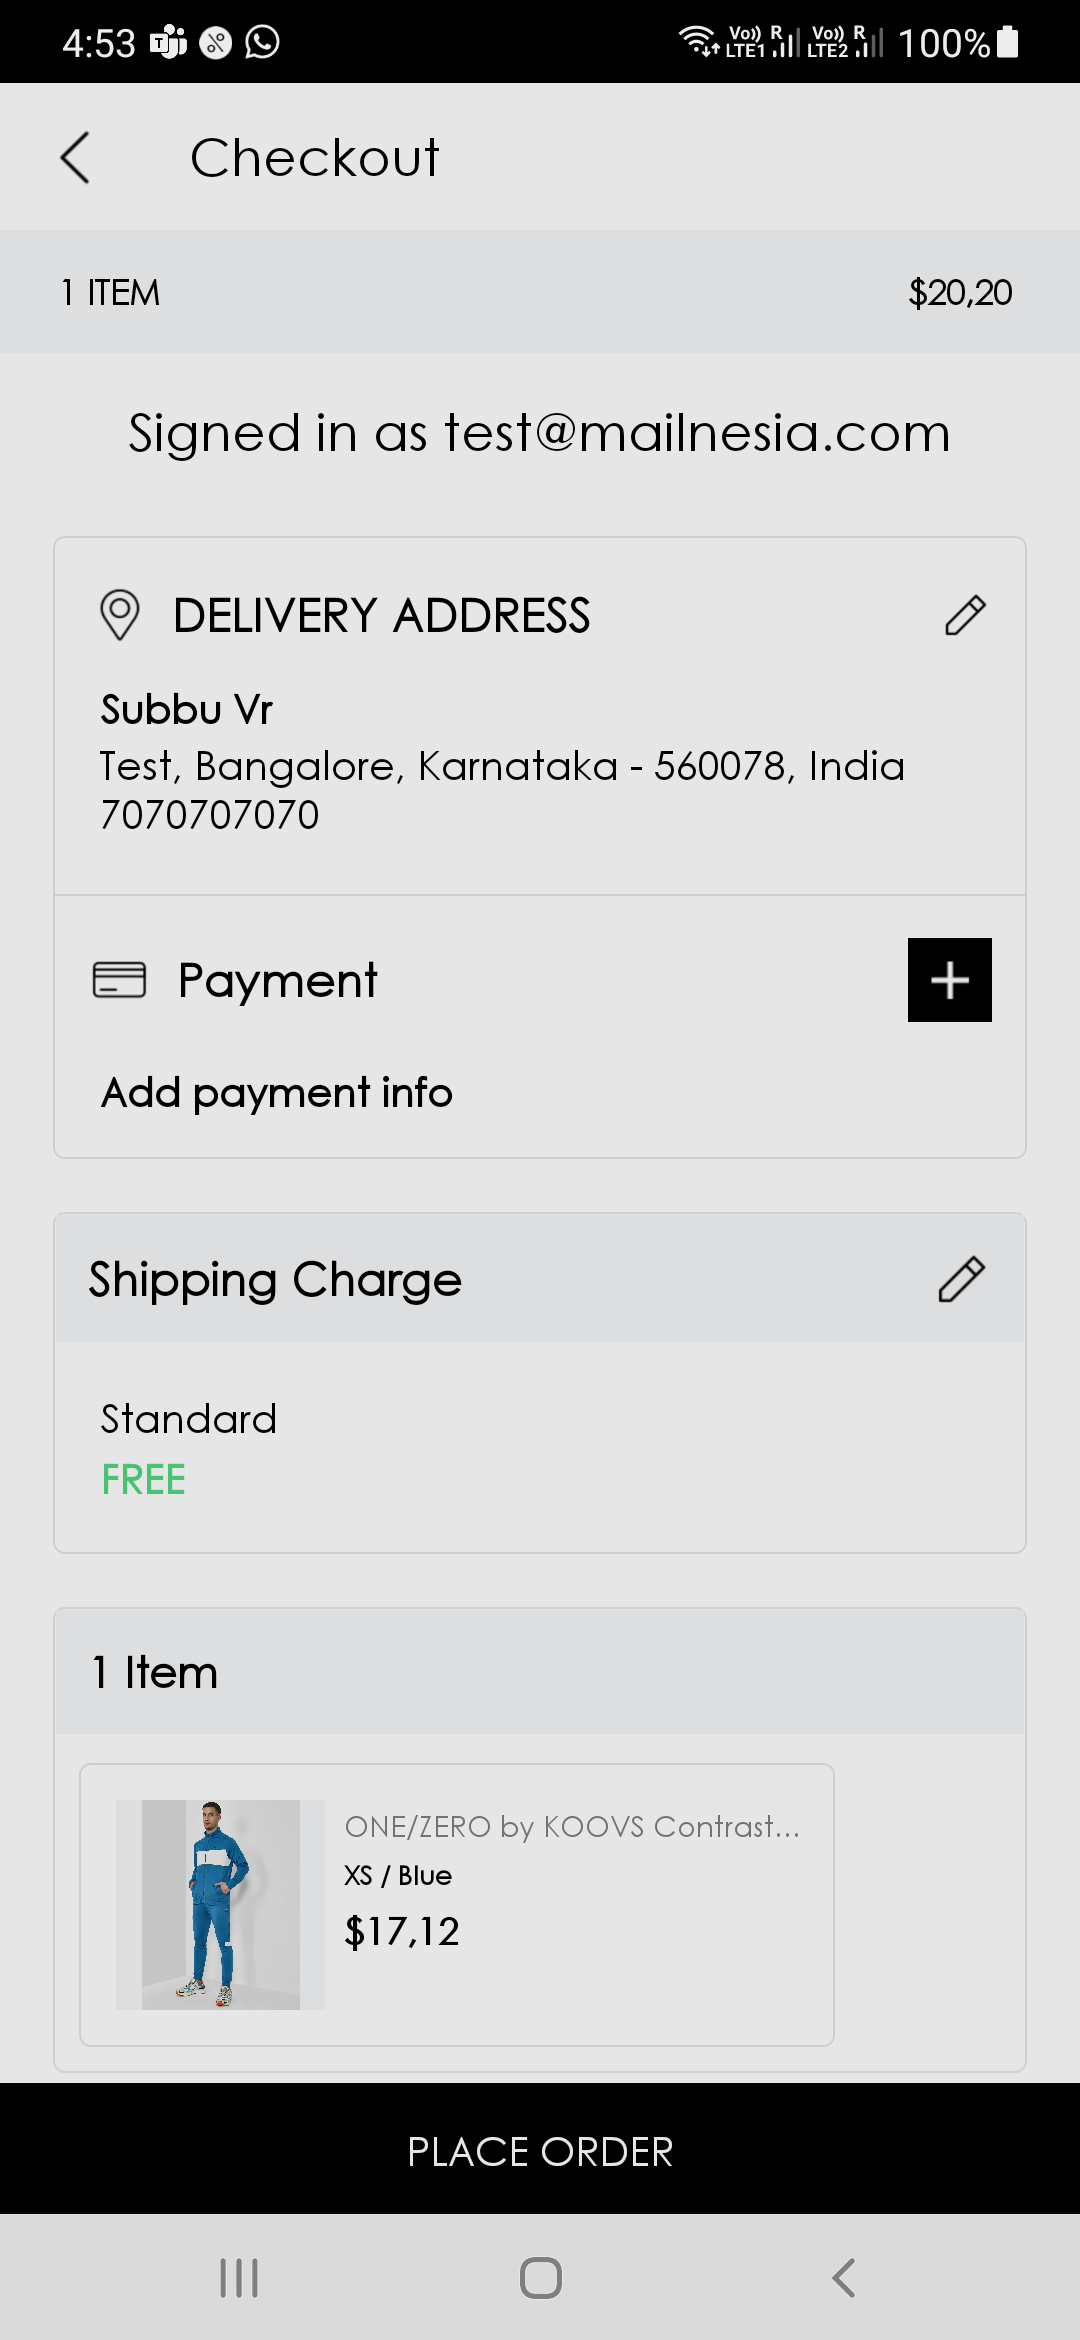 4:53
Vo)) R
LTE1
Vo)) R
LTE2
100%
Checkout
1 ITEM
$20,20
Signed in as test@mailnesia.com
DELIVERY ADDRESS
Subbu Vr
Test, Bangalore, Karnataka - 560078, India
7070707070
Payment
Add payment info
Shipping Charge
Standard
FREE
1 Item
ONE/ZERO by KOOVS Contrast...
XS / Blue
$17,12
PLACE ORDER